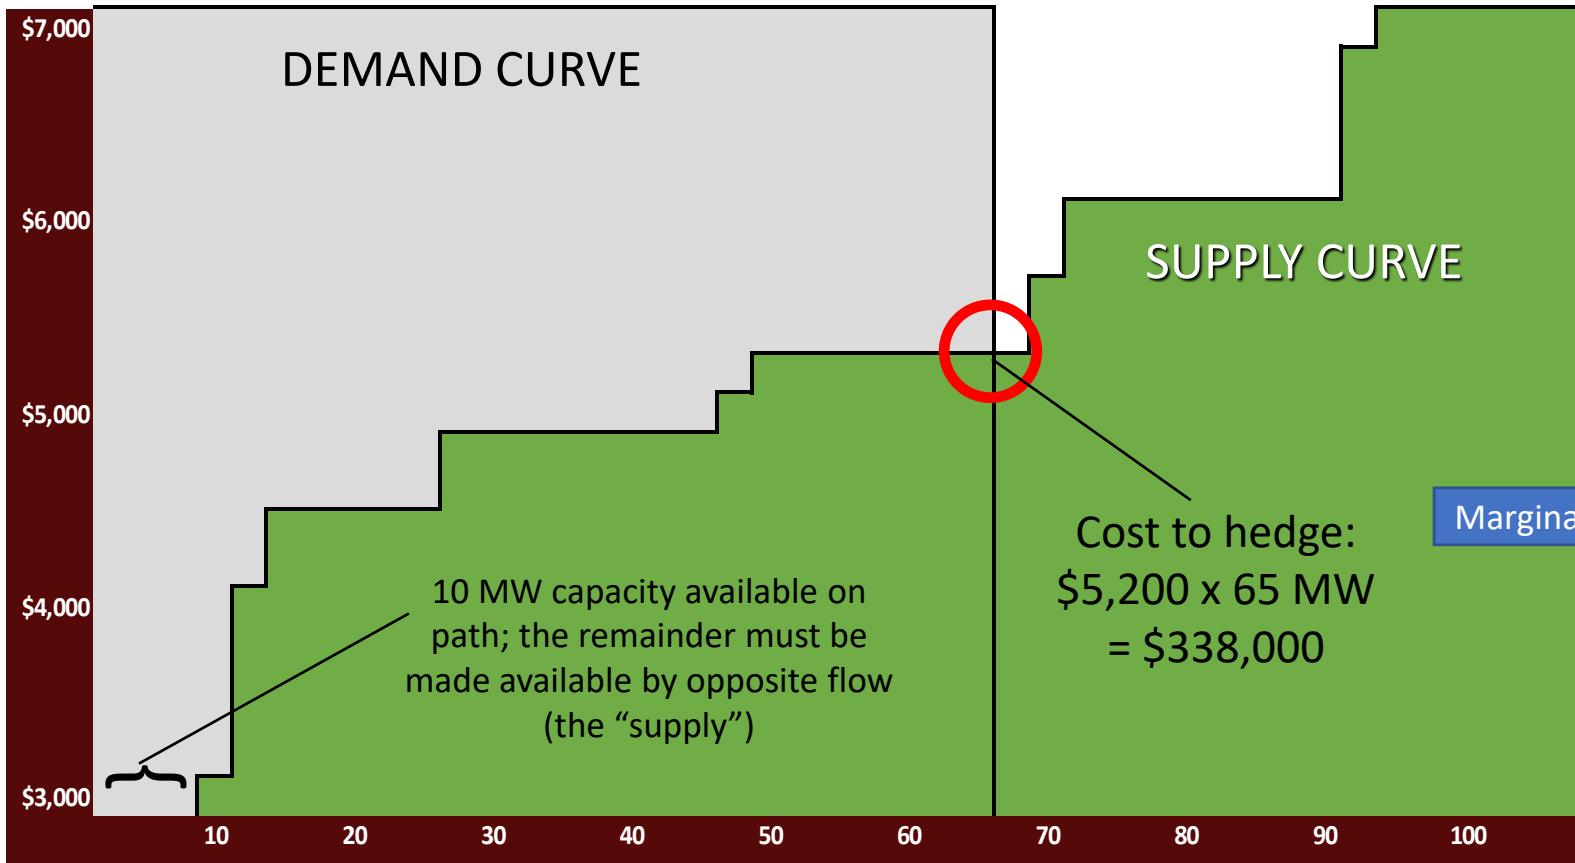 $7,000
DEMAND CURVE
$6,000
SUPPLY CURVE
$5,000
Margina
Cost to hedge:
$5,200 x 65 MW
= $338,000
$4,000
10 MW capacity available on
path; the remainder must be
made available by opposite flow
(the “supply”)
$3,000
10 20 30 40 50 60 70 80 90 100